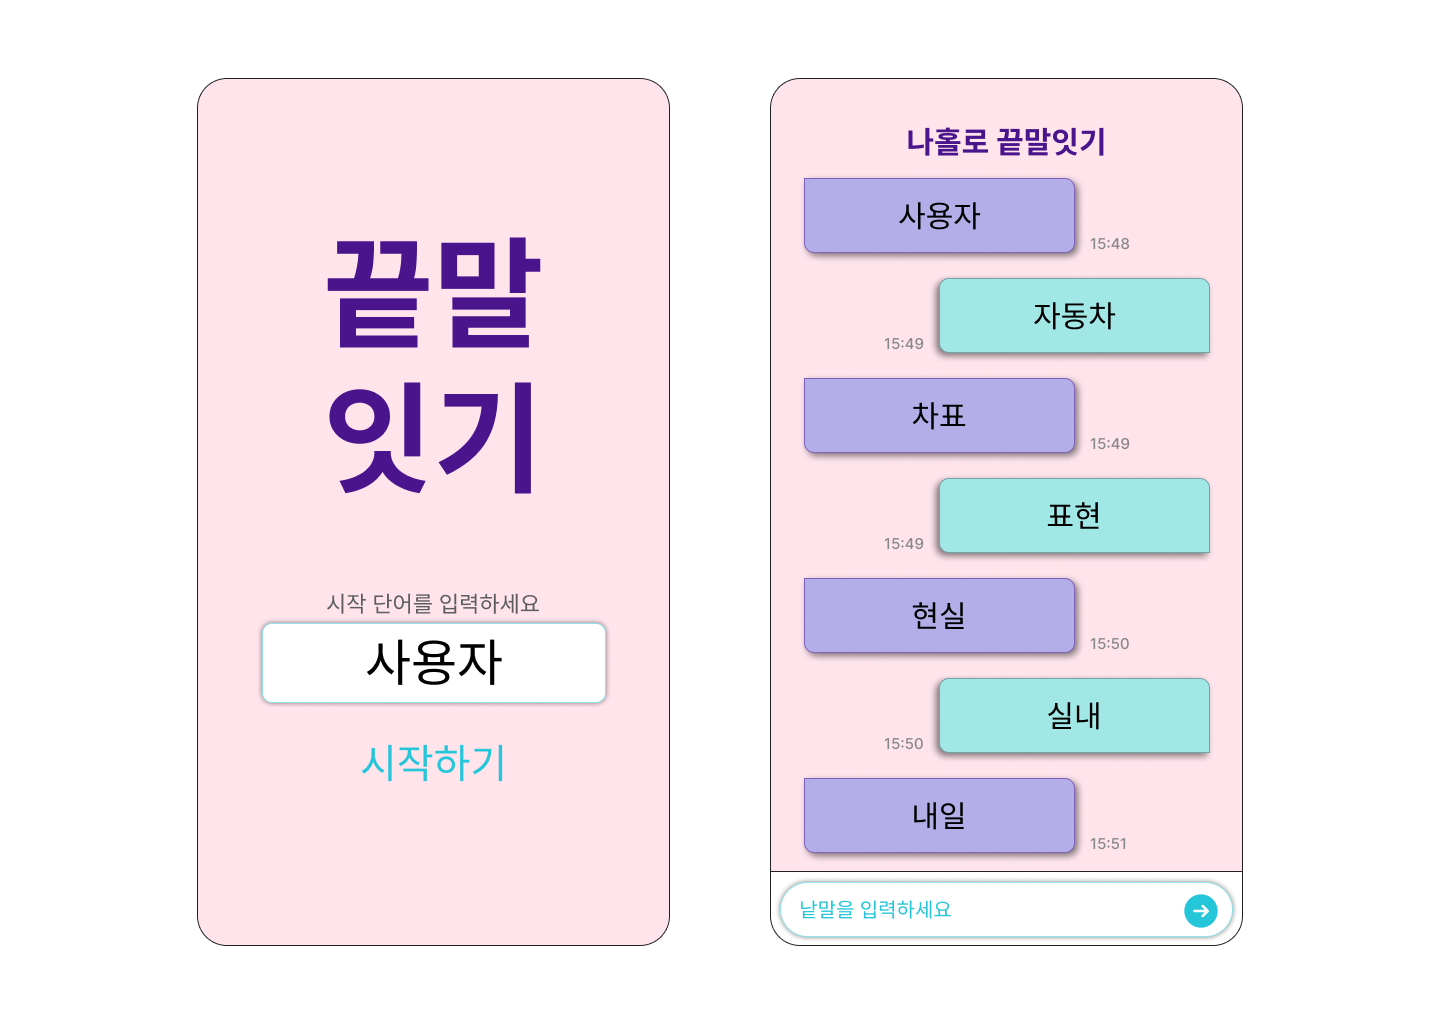 끝말
잇기
시작 단어를 입력하세요
사용자
시작하기
나홀로 끝말잇기
사용자
15:48
자동차
15:49
차표
15:49
표현
15:49
현실
15:50
실내
15:50
내일
15:51
낱말을 입력하세요